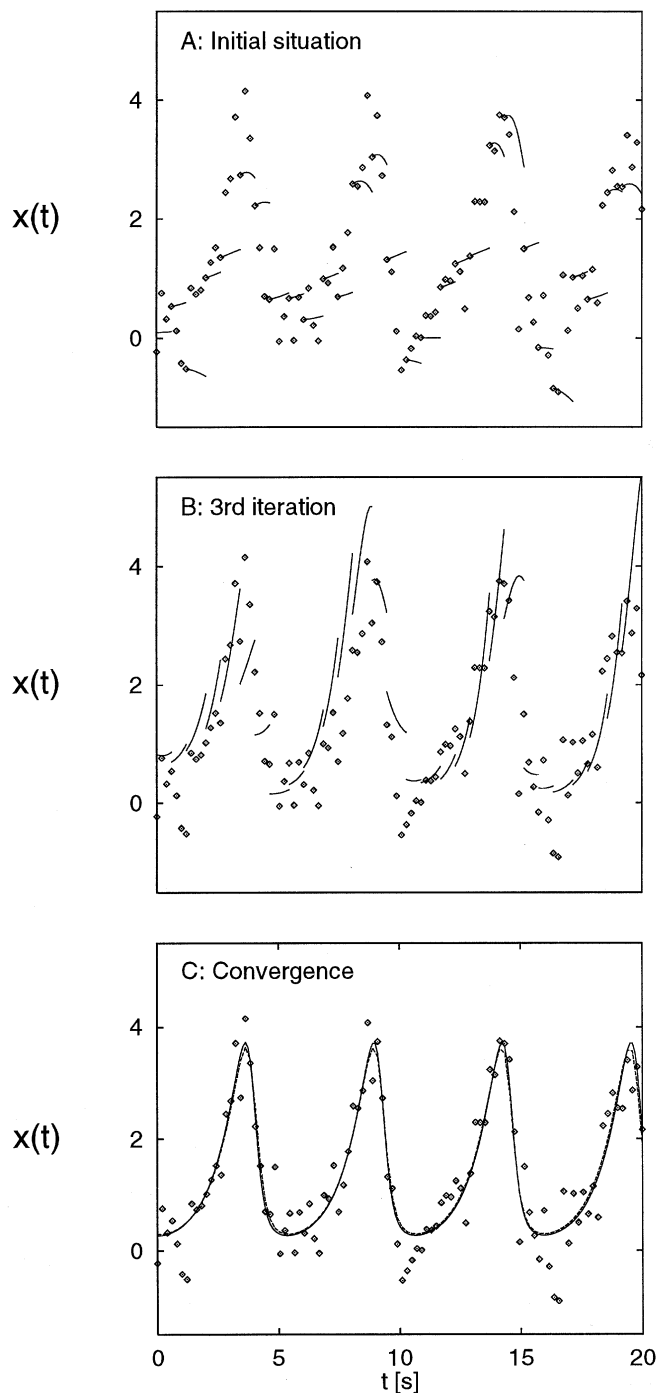 A: Initial situation
4
x(t)
2
0
B: 3rd iteration
4
x(t)
2
0
C: Convergence
4
x(t)
2
0
0 5 10 15 20
t [s]